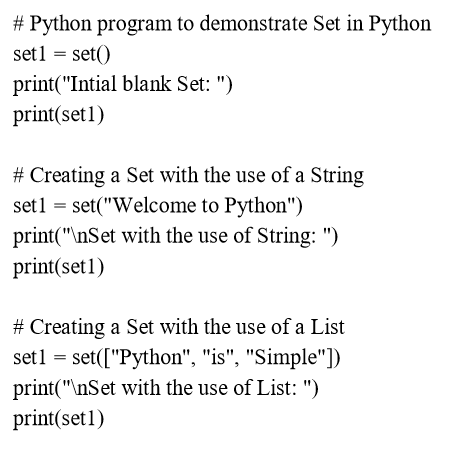 # Python program to demonstrate Set in Python
set1 = set()
print("Intial blank Set: ")
print(set1)

# Creating a Set with the use of a String
set1 = set("Welcome to Python")
print("\nSet with the use of String: ")
print(set1)

# Creating a Set with the use of a List
set1 = set(["Python", "is", "Simple"])
print("\nSet with the use of List: ")
print(set1)